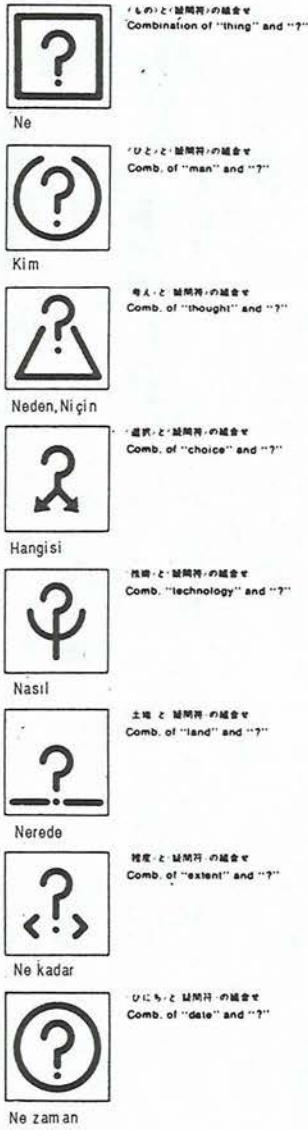 〈もの〉と〈疑問符〉の組合せ
Combination of "thing" and "?"
Ne
〈ひと〉と〈疑問符〉の組合せ
Comb. of "man" and "?"
Kim
考え と 疑問符 の組合せ
Comb. of "thought" and "?"
Neden, Niçin
選択 と 疑問符 の組合せ
Comb. of "choice" and "?"
Hangisi
技術 と 疑問符 の組合せ
Comb. "technology" and "?"
Nasıl
土地 と 疑問符 の組合せ
Comb. of "land" and "?"
Nerede
程度 と 疑問符 の組合せ
Comb. of "extent" and "?"
Ne kadar
ひにち と 疑問符 の組合せ
Comb. of "date" and "?"
Ne zaman